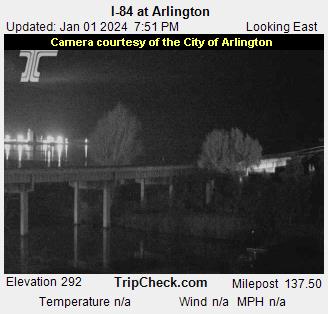 I-84 at Arlington
Updated: Jan 01 2024 7:51 PM Looking East
Camera courtesy of the City of Arlington
Elevation 292 TripCheck.com Milepost 137.50
Temperature n/a Wind n/a MPH n/a